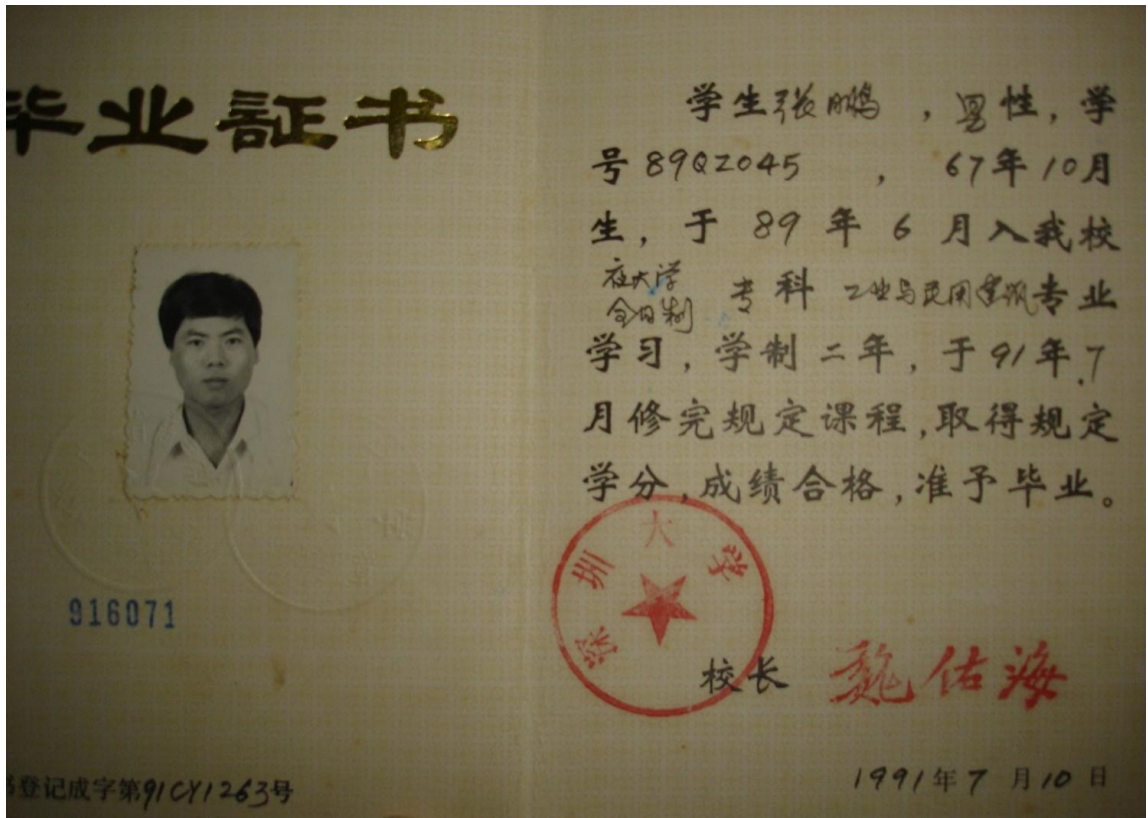 毕业証书
916071
登记成字第91CY1263号
学生张鹏，男性，学
号89QZ045，67年10月
生，于89年6月入我校
夜大学
全日制
专科工业与民用建筑专业
学习，学制二年，于91年7
月修完规定课程，取得规定
学分，成绩合格，准予毕业。
深圳大学
校长 魏佑海
1991年7月10日